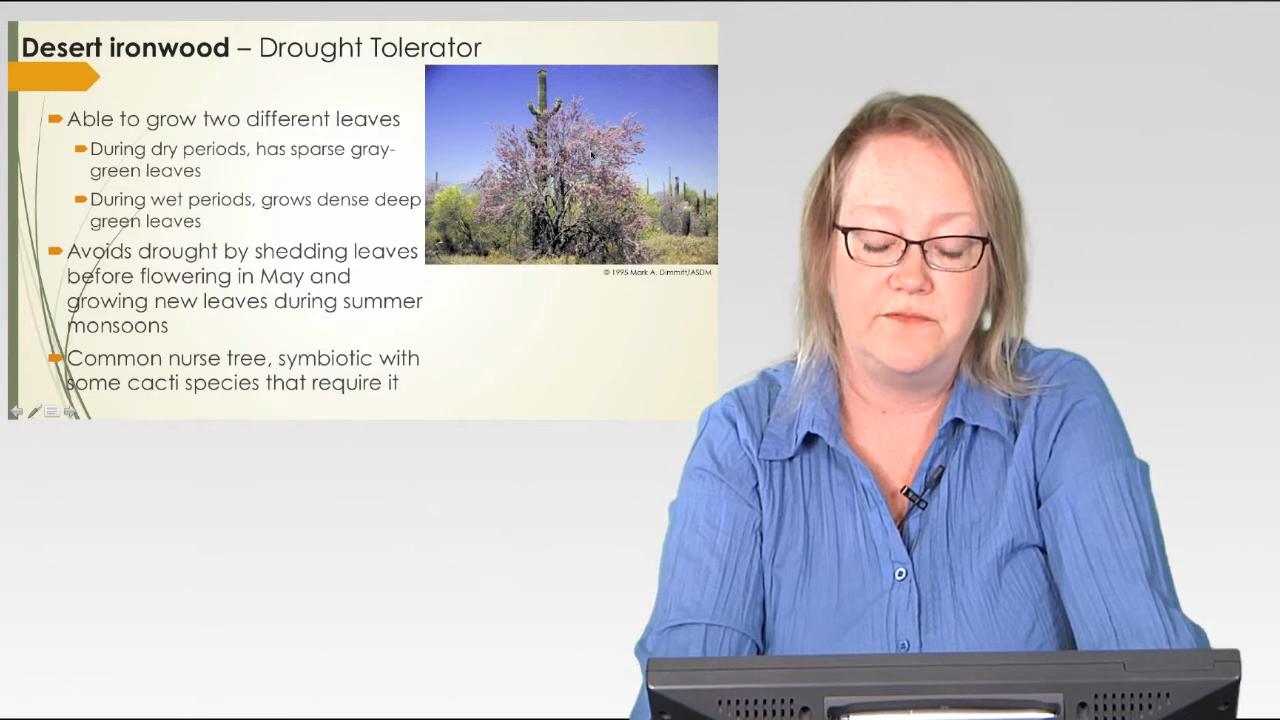 Desert ironwood – Drought Tolerator
Able to grow two different leaves
During dry periods, has sparse gray-
green leaves
During wet periods, grows dense deep
green leaves
Avoids drought by shedding leaves
before flowering in May and
growing new leaves during summer
monsoons
Common nurse tree, symbiotic with
some cacti species that require it
© 1995 Mark A. Dimmitt/ASDM